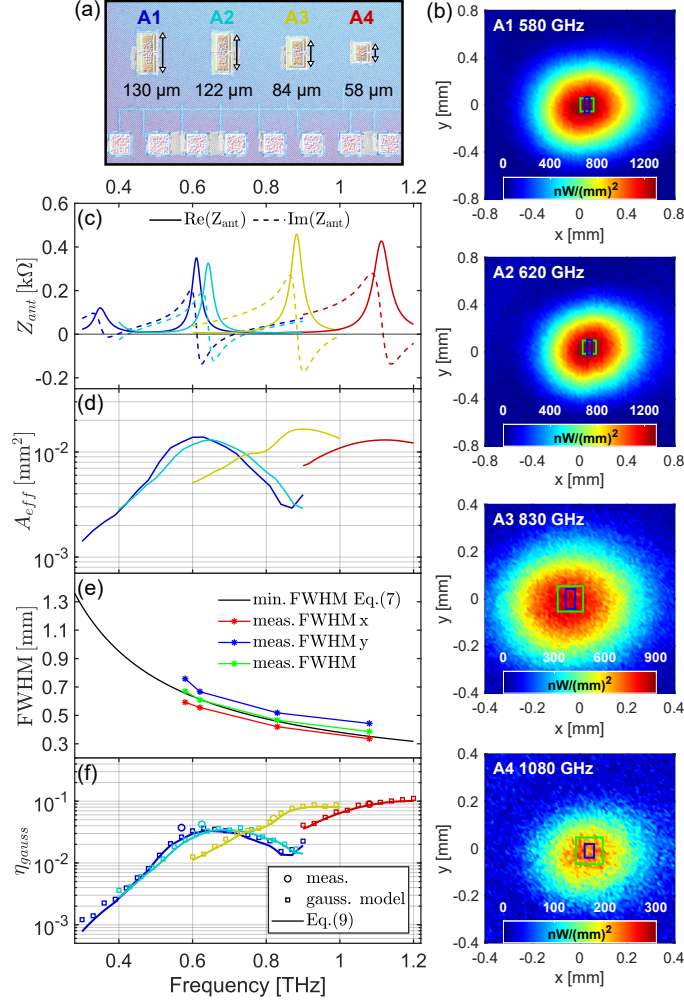 (a)
A1 A2 A3 A4
130 μm 122 μm 84 μm 58 μm
0.4 0.6 0.8 1 1.2
(c)
Re(Z_ant) Im(Z_ant)
Z_ant [kΩ]
0.6
0.4
0.2
0
-0.2
(d)
A_eff [mm²]
10⁻²
10⁻³
(e)
min. FWHM Eq.(7)
meas. FWHM x
meas. FWHM y
meas. FWHM
FWHM [mm]
1.3
1.1
0.9
0.7
0.5
0.3
(f)
η_gauss
10⁻¹
10⁻²
10⁻³
meas.
gauss. model
Eq.(9)
0.4 0.6 0.8 1 1.2
Frequency [THz]
(b)
A1 580 GHz
y [mm]
0.8
0.4
0
-0.4
-0.8
0 400 800 1200
nW/(mm)²
-0.8 -0.4 0 0.4 0.8
x [mm]
A2 620 GHz
y [mm]
0.8
0.4
0
-0.4
-0.8
0 400 800 1200
nW/(mm)²
-0.8 -0.4 0 0.4 0.8
x [mm]
A3 830 GHz
y [mm]
0.4
0.2
0
-0.2
-0.4
0 300 600 900
nW/(mm)²
-0.4 -0.2 0 0.2 0.4
x [mm]
A4 1080 GHz
y [mm]
0.4
0.2
0
-0.2
-0.4
0 100 200 300
nW/(mm)²
-0.4 -0.2 0 0.2 0.4
x [mm]